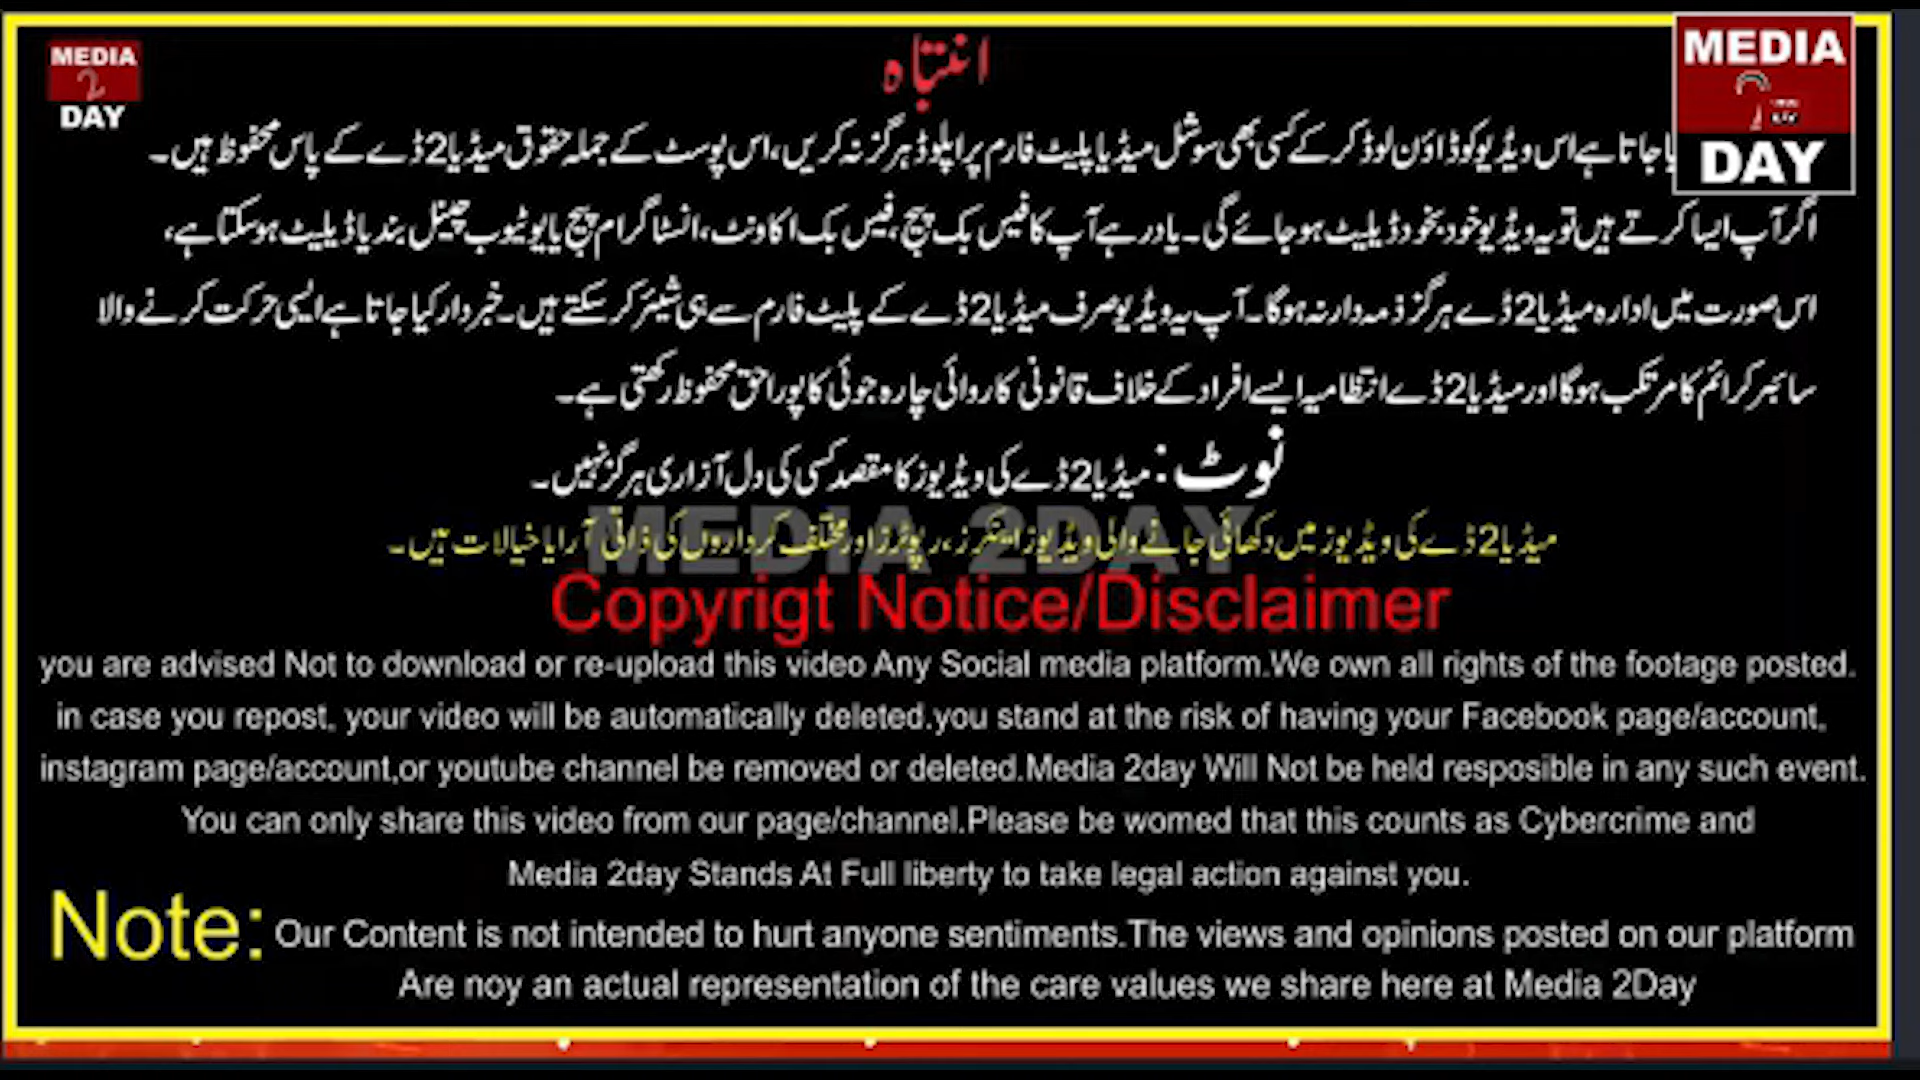 MEDIA
2
DAY
انتباہ
MEDIA
2
DAY
جاتا ہے اس ویڈیو کو ڈاؤن لوڈ کر کے کسی بھی سوشل میڈیا پلیٹ فارم پر اپلوڈ ہرگز نہ کریں، اس پوسٹ کے جملہ حقوق میڈیا 2 ڈے کے پاس محفوظ ہیں۔
اگر آپ ایسا کرتے ہیں تو یہ ویڈیو خود بخود ڈیلیٹ ہو جائے گی۔ یاد رہے آپ کا فیس بک پیج، فیس بک اکاونٹ، انسٹاگرام پیج یا یوٹیوب چینل بند یا ڈیلیٹ ہو سکتا ہے،
اس صورت میں ادارہ میڈیا 2 ڈے ہرگز ذمہ دار نہ ہوگا۔ آپ یہ ویڈیو صرف میڈیا 2 ڈے کے پلیٹ فارم سے ہی شیئر کر سکتے ہیں۔ خبردار کیا جاتا ہے ایسی حرکت کرنے والا
سائبر کرائم کا مرتکب ہوگا اور میڈیا 2 ڈے انتظامیہ ایسے افراد کے خلاف قانونی کاروائی چارہ جوئی کا پورا حق محفوظ رکھتی ہے۔
نوٹ: میڈیا 2 ڈے کی ویڈیوز کا مقصد کسی کی دل آزاری ہرگز نہیں۔
میڈیا 2 ڈے کی ویڈیوز میں دکھائی جانے والی ویڈیوز اینکرز، رپوٹرز اور مختلف کرداروں کی ذاتی آرا یا خیالات ہیں۔
MEDIA 2DAY
Copyrigt Notice/Disclaimer
you are advised Not to download or re-upload this video Any Social media platform.We own all rights of the footage posted.
in case you repost, your video will be automatically deleted.you stand at the risk of having your Facebook page/account,
instagram page/account,or youtube channel be removed or deleted.Media 2day Will Not be held resposible in any such event.
You can only share this video from our page/channel.Please be worned that this counts as Cybercrime and
Media 2day Stands At Full liberty to take legal action against you.
Note: Our Content is not intended to hurt anyone sentiments.The views and opinions posted on our platform
Are noy an actual representation of the care values we share here at Media 2Day